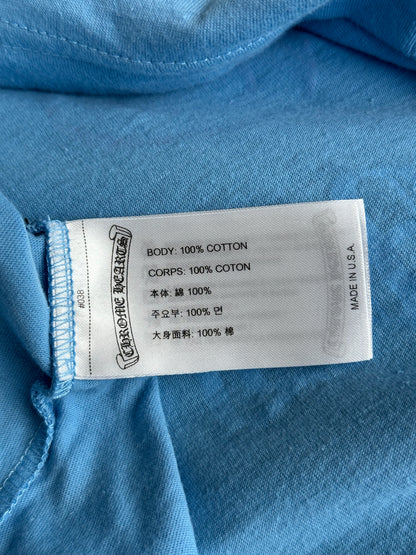 CHROME HEARTS
BODY: 100% COTTON
CORPS: 100% COTON
本体: 綿 100%
주요부: 100% 면
大身面料: 100% 棉
MADE IN U.S.A
#038